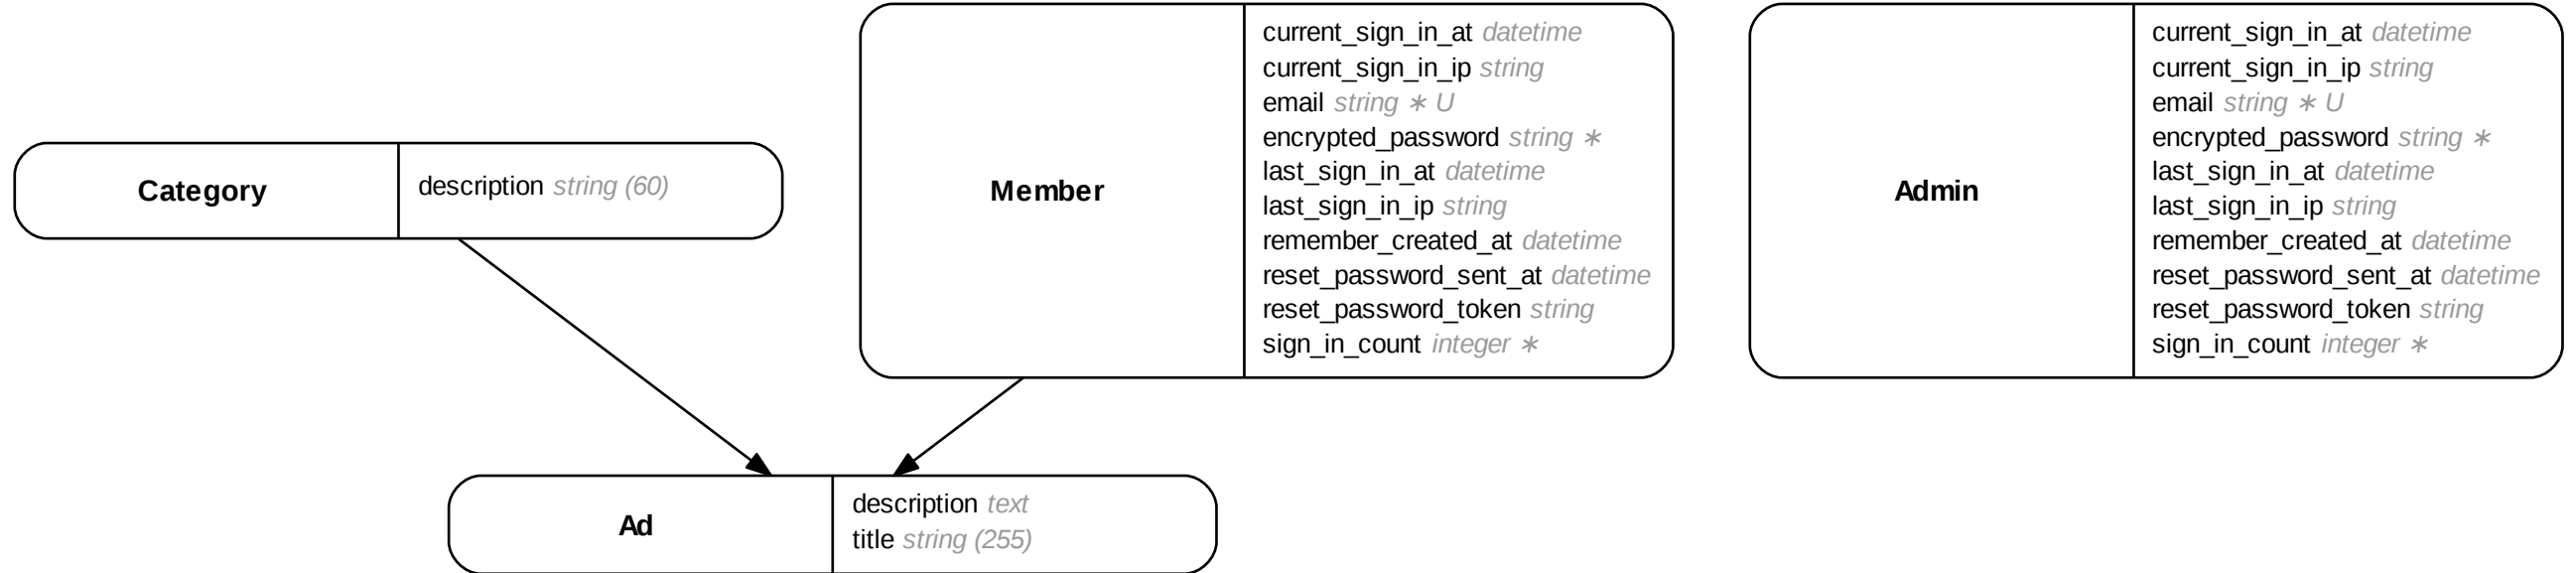 Category
description string (60)
Member
current_sign_in_at datetime
current_sign_in_ip string
email string ∗ U
encrypted_password string ∗
last_sign_in_at datetime
last_sign_in_ip string
remember_created_at datetime
reset_password_sent_at datetime
reset_password_token string
sign_in_count integer ∗
Admin
current_sign_in_at datetime
current_sign_in_ip string
email string ∗ U
encrypted_password string ∗
last_sign_in_at datetime
last_sign_in_ip string
remember_created_at datetime
reset_password_sent_at datetime
reset_password_token string
sign_in_count integer ∗
Ad
description text
title string (255)